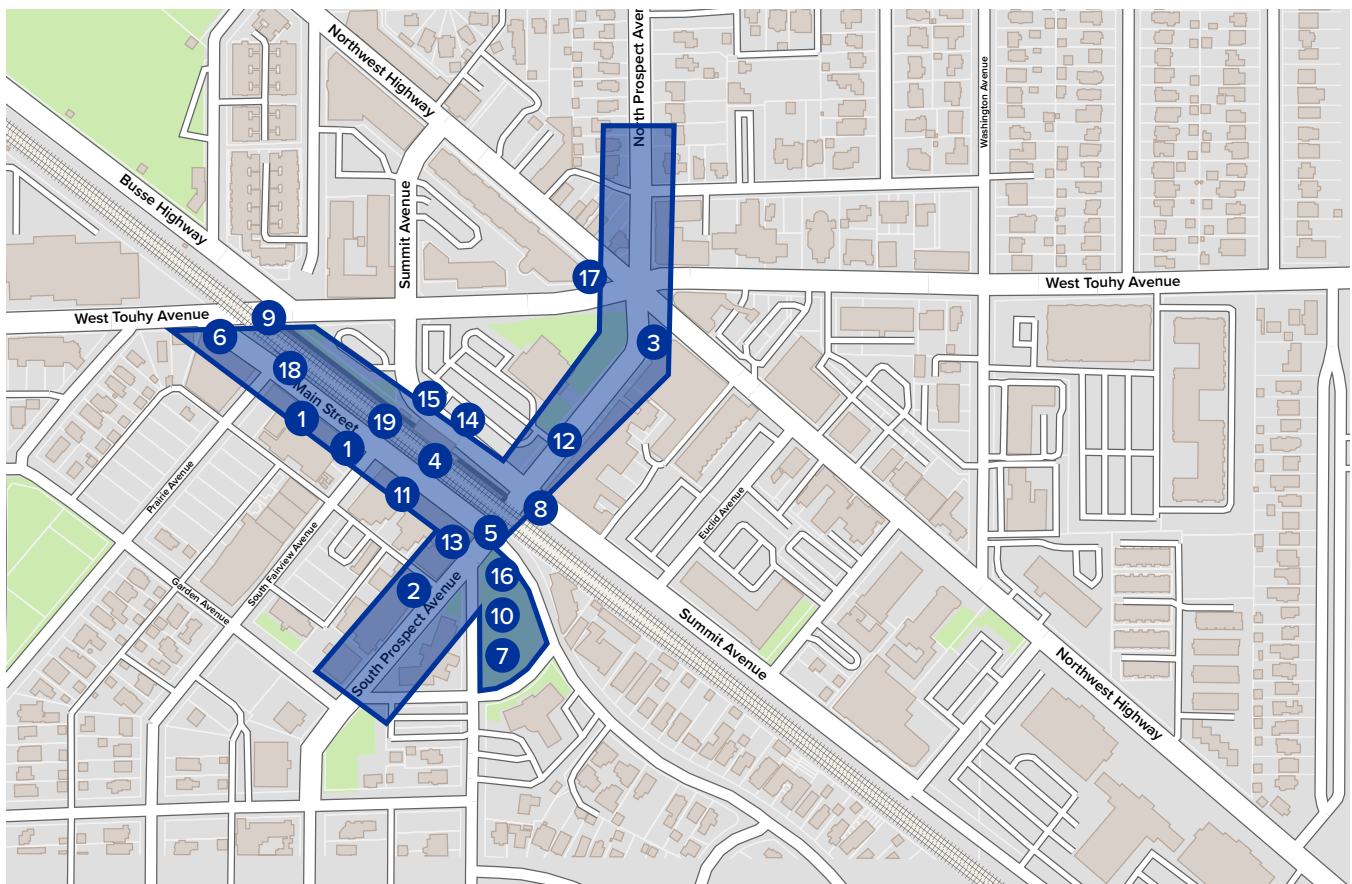 Northwest Highway
North Prospect Aven
Washington Avenue
Busse Highway
Summit Avenue
West Touhy Avenue
West Touhy Avenue
17
9
6
3
18
Main Street
15
1
19
14
12
1
4
Prairie Avenue
11
8
Euclid Avenue
5
13
South Fairview Avenue
16
2
Garden Avenue
10
South Prospect Avenue
Summit Avenue
7
Northwest Highway